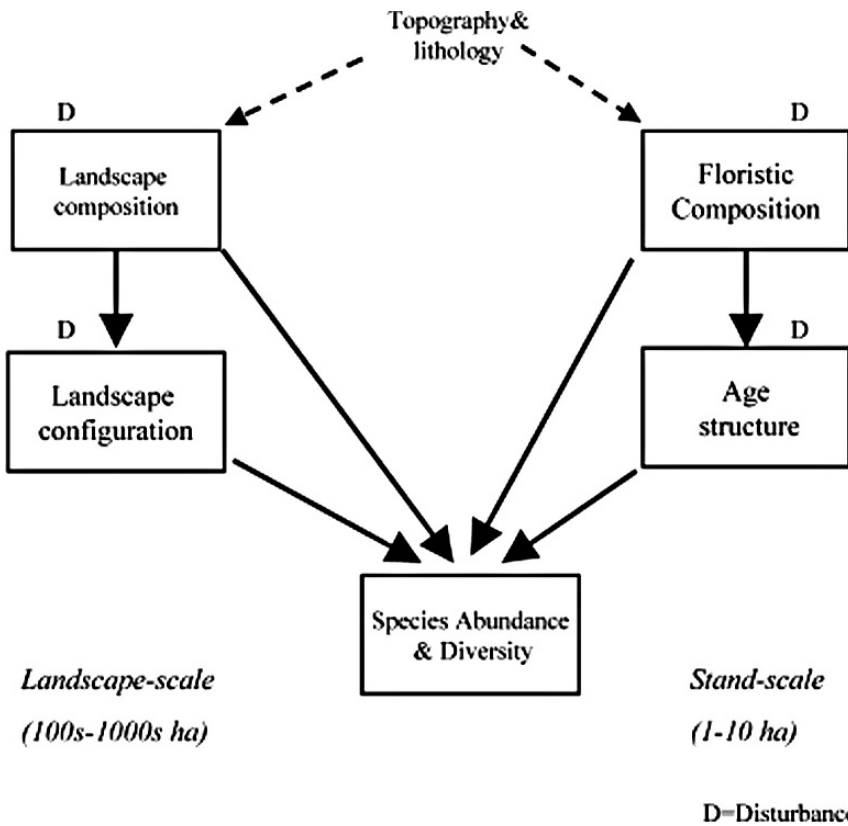 Topography&
lithology
D
D
Landscape
composition
Floristic
Composition
D
D
Landscape
configuration
Age
structure
Species Abundance
& Diversity
Landscape-scale
(100s-1000s ha)
Stand-scale
(1-10 ha)
D=Disturbance